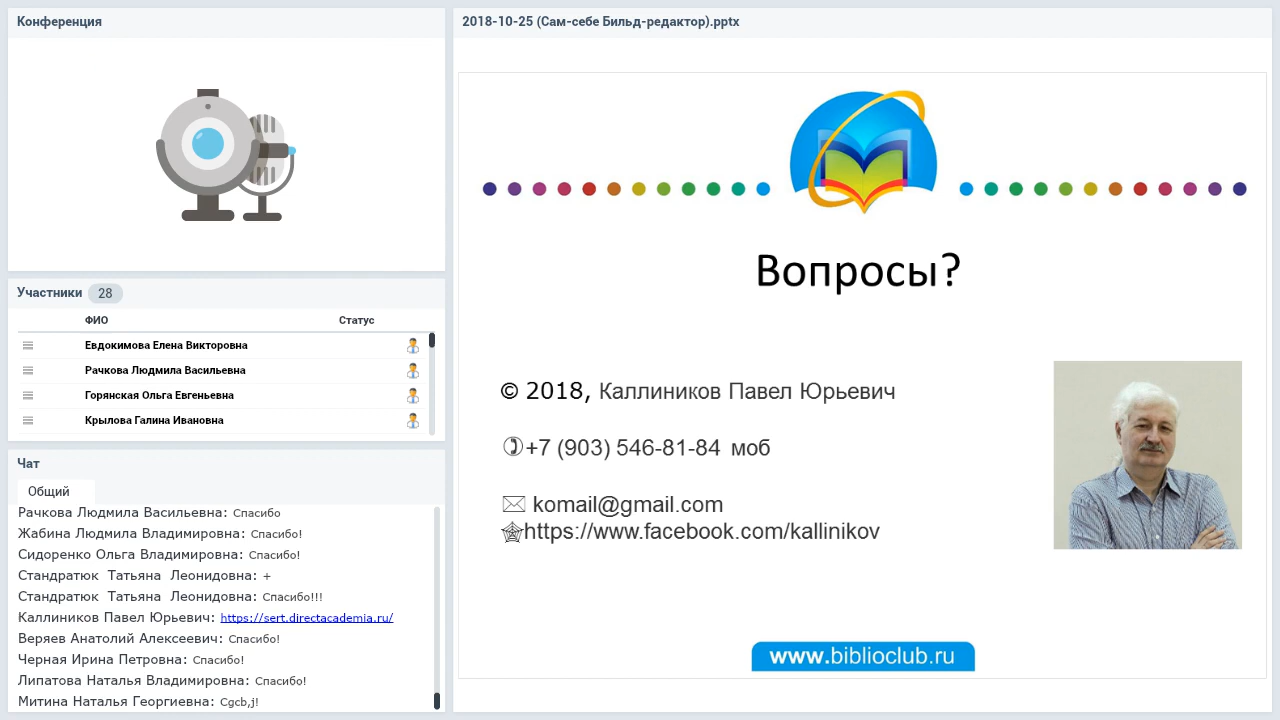 Конференция
Участники 28
ФИО Статус
Евдокимова Елена Викторовна
Рачкова Людмила Васильевна
Горянская Ольга Евгеньевна
Крылова Галина Ивановна
Чат
Общий
Рачкова Людмила Васильевна: Спасибо
Жабина Людмила Владимировна: Спасибо!
Сидоренко Ольга Владимировна: Спасибо!
Стандратюк Татьяна Леонидовна: +
Стандратюк Татьяна Леонидовна: Спасибо!!!
Каллиников Павел Юрьевич: https://sert.directacademia.ru/
Веряев Анатолий Алексеевич: Спасибо!
Черная Ирина Петровна: Спасибо!
Липатова Наталья Владимировна: Спасибо!
Митина Наталья Георгиевна: Cgcb,j!
2018-10-25 (Сам-себе Бильд-редактор).pptx
Вопросы?
© 2018, Каллиников Павел Юрьевич
✆+7 (903) 546-81-84 моб
komail@gmail.com
https://www.facebook.com/kallinikov
www.biblioclub.ru